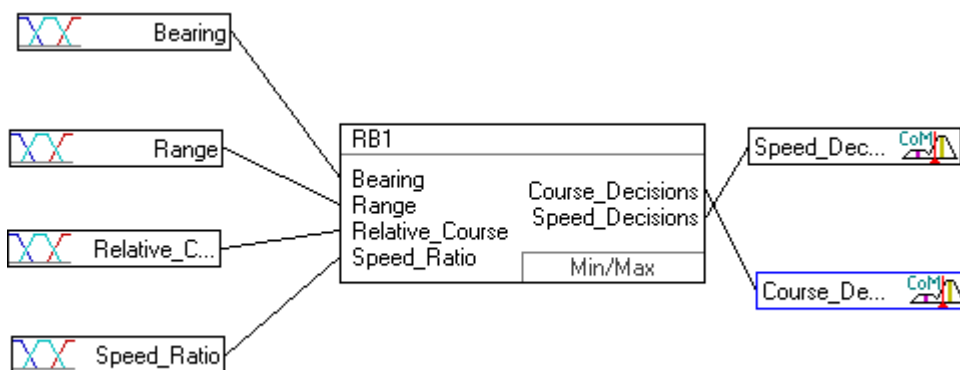 Bearing
Range
Relative_C...
Speed_Ratio
RB1
Bearing
Range
Relative_Course
Speed_Ratio
Course_Decisions
Speed_Decisions
Min/Max
Speed_Dec...
CoM
Course_De...
CoM